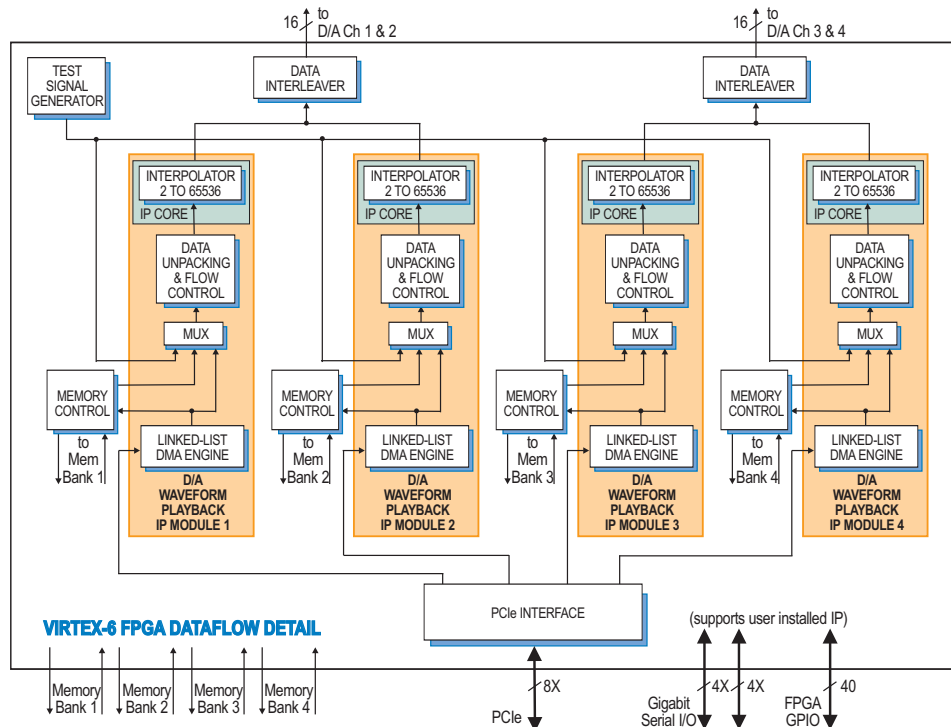 16
to
D/A Ch 1 & 2
16
to
D/A Ch 3 & 4
TEST
SIGNAL
GENERATOR
DATA
INTERLEAVER
DATA
INTERLEAVER
INTERPOLATOR
2 TO 65536
IP CORE
DATA
UNPACKING
& FLOW
CONTROL
MUX
MEMORY
CONTROL
to
Mem
Bank 1
LINKED-LIST
DMA ENGINE
D/A
WAVEFORM
PLAYBACK
IP MODULE 1
INTERPOLATOR
2 TO 65536
IP CORE
DATA
UNPACKING
& FLOW
CONTROL
MUX
MEMORY
CONTROL
to
Mem
Bank 2
LINKED-LIST
DMA ENGINE
D/A
WAVEFORM
PLAYBACK
IP MODULE 2
INTERPOLATOR
2 TO 65536
IP CORE
DATA
UNPACKING
& FLOW
CONTROL
MUX
MEMORY
CONTROL
to
Mem
Bank 3
LINKED-LIST
DMA ENGINE
D/A
WAVEFORM
PLAYBACK
IP MODULE 3
INTERPOLATOR
2 TO 65536
IP CORE
DATA
UNPACKING
& FLOW
CONTROL
MUX
MEMORY
CONTROL
to
Mem
Bank 4
LINKED-LIST
DMA ENGINE
D/A
WAVEFORM
PLAYBACK
IP MODULE 4
PCIe INTERFACE
VIRTEX-6 FPGA DATAFLOW DETAIL
(supports user installed IP)
Memory
Bank 1
Memory
Bank 2
Memory
Bank 3
Memory
Bank 4
8X
PCIe
4X
4X
Gigabit
Serial I/O
40
FPGA
GPIO